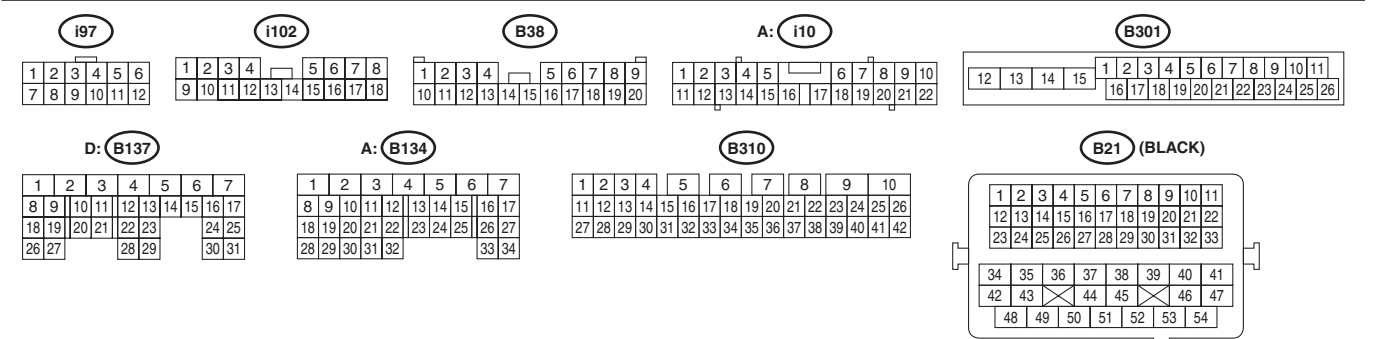 i97 i102 B38 A: i10 B301
1 2 3 4 5 6
7 8 9 10 11 12
1 2 3 4 5 6 7 8
9 10 11 12 13 14 15 16 17 18
1 2 3 4 5 6 7 8 9
10 11 12 13 14 15 16 17 18 19 20
1 2 3 4 5 6 7 8 9 10
11 12 13 14 15 16 17 18 19 20 21 22
12 13 14 15
1 2 3 4 5 6 7 8 9 10 11
16 17 18 19 20 21 22 23 24 25 26
D: B137 A: B134 B310 B21 (BLACK)
1 2 3 4 5 6 7
8 9 10 11 12 13 14 15 16 17
18 19 20 21 22 23 24 25
26 27 28 29 30 31
1 2 3 4 5 6 7
8 9 10 11 12 13 14 15 16 17
18 19 20 21 22 23 24 25 26 27
28 29 30 31 32 33 34
1 2 3 4 5 6 7 8 9 10
11 12 13 14 15 16 17 18 19 20 21 22 23 24 25 26
27 28 29 30 31 32 33 34 35 36 37 38 39 40 41 42
1 2 3 4 5 6 7 8 9 10 11
12 13 14 15 16 17 18 19 20 21 22
23 24 25 26 27 28 29 30 31 32 33
34 35 36 37 38 39 40 41
42 43 44 45 46 47
48 49 50 51 52 53 54